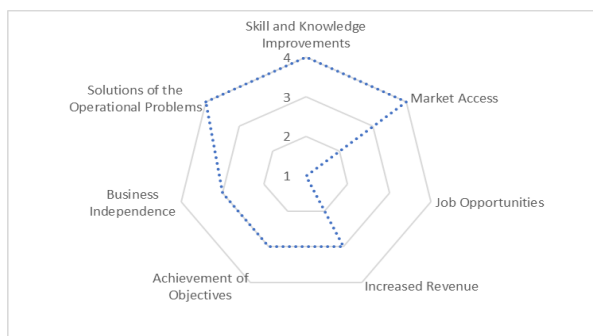 Skill and Knowledge
Improvements
4
3
2
1
Market Access
Job Opportunities
Increased Revenue
Achievement of
Objectives
Business
Independence
Solutions of the
Operational Problems